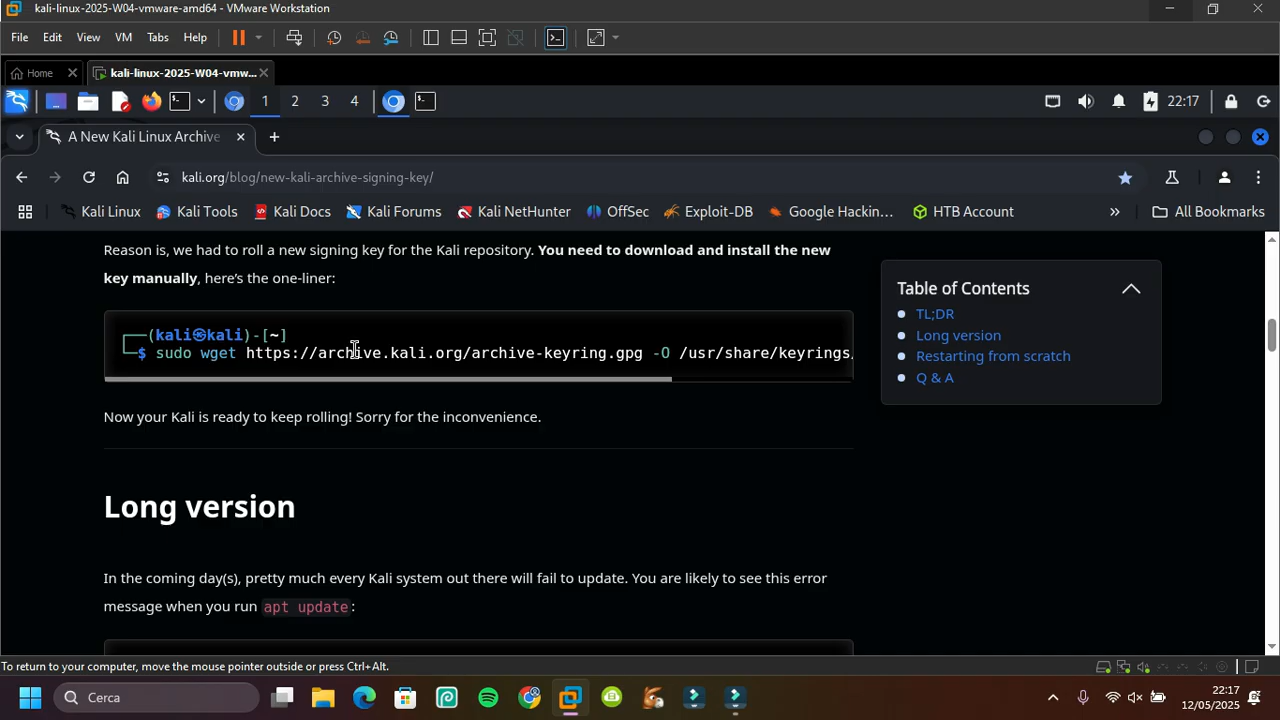 kali-linux-2025-W04-vmware-amd64 - VMware Workstation
File Edit View VM Tabs Help
Home kali-linux-2025-W04-vmw...
1 2 3 4 22:17
A New Kali Linux Archive
kali.org/blog/new-kali-archive-signing-key/
Kali Linux Kali Tools Kali Docs Kali Forums Kali NetHunter OffSec Exploit-DB Google Hackin... HTB Account » All Bookmarks
Reason is, we had to roll a new signing key for the Kali repository. You need to download and install the new
key manually, here's the one-liner:
┌──(kali㉿kali)-[~]
└─$ sudo wget https://archive.kali.org/archive-keyring.gpg -O /usr/share/keyrings/
Now your Kali is ready to keep rolling! Sorry for the inconvenience.
Long version
In the coming day(s), pretty much every Kali system out there will fail to update. You are likely to see this error
message when you run apt update:
Table of Contents
TL;DR
Long version
Restarting from scratch
Q & A
To return to your computer, move the mouse pointer outside or press Ctrl+Alt.
Cerca
22:17
12/05/2025